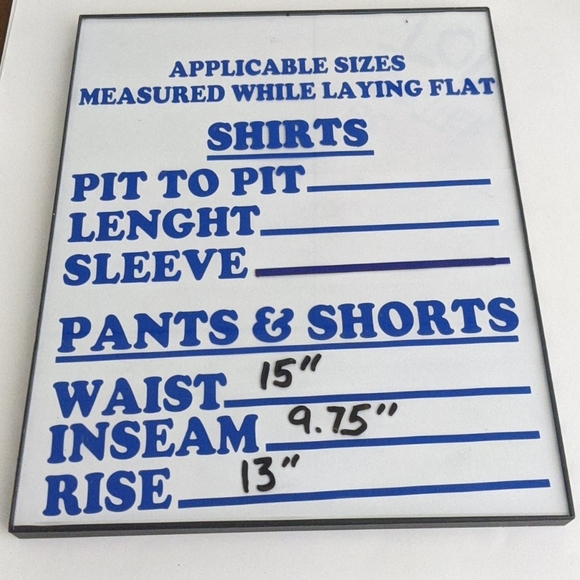 APPLICABLE SIZES
MEASURED WHILE LAYING FLAT
SHIRTS
PIT TO PIT
LENGHT
SLEEVE
PANTS & SHORTS
WAIST 15"
INSEAM 9.75"
RISE 13"